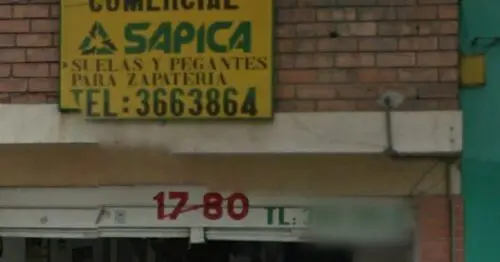 COMERCIAL
SAPICA
SUELAS Y PEGANTES
PARA ZAPATERIA
TEL: 3663864
17-80 TL: